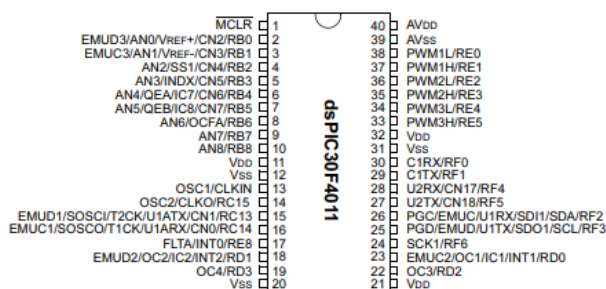 MCLR 1
EMUD3/AN0/VREF+/CN2/RB0 2
EMUC3/AN1/VREF-/CN3/RB1 3
AN2/SS1/CN4/RB2 4
AN3/INDX/CN5/RB3 5
AN4/QEA/IC7/CN6/RB4 6
AN5/QEB/IC8/CN7/RB5 7
AN6/OCFA/RB6 8
AN7/RB7 9
AN8/RB8 10
VDD 11
VSS 12
OSC1/CLKIN 13
OSC2/CLKO/RC15 14
EMUD1/SOSCI/T2CK/U1ATX/CN1/RC13 15
EMUC1/SOSCO/T1CK/U1ARX/CN0/RC14 16
FLTA/INT0/RE8 17
EMUD2/OC2/IC2/INT2/RD1 18
OC4/RD3 19
VSS 20
dsPIC30F4011
40 AVDD
39 AVSS
38 PWM1L/RE0
37 PWM1H/RE1
36 PWM2L/RE2
35 PWM2H/RE3
34 PWM3L/RE4
33 PWM3H/RE5
32 VDD
31 VSS
30 C1RX/RF0
29 C1TX/RF1
28 U2RX/CN17/RF4
27 U2TX/CN18/RF5
26 PGC/EMUC/U1RX/SDI1/SDA/RF2
25 PGD/EMUD/U1TX/SDO1/SCL/RF3
24 SCK1/RF6
23 EMUC2/OC1/IC1/INT1/RD0
22 OC3/RD2
21 VDD